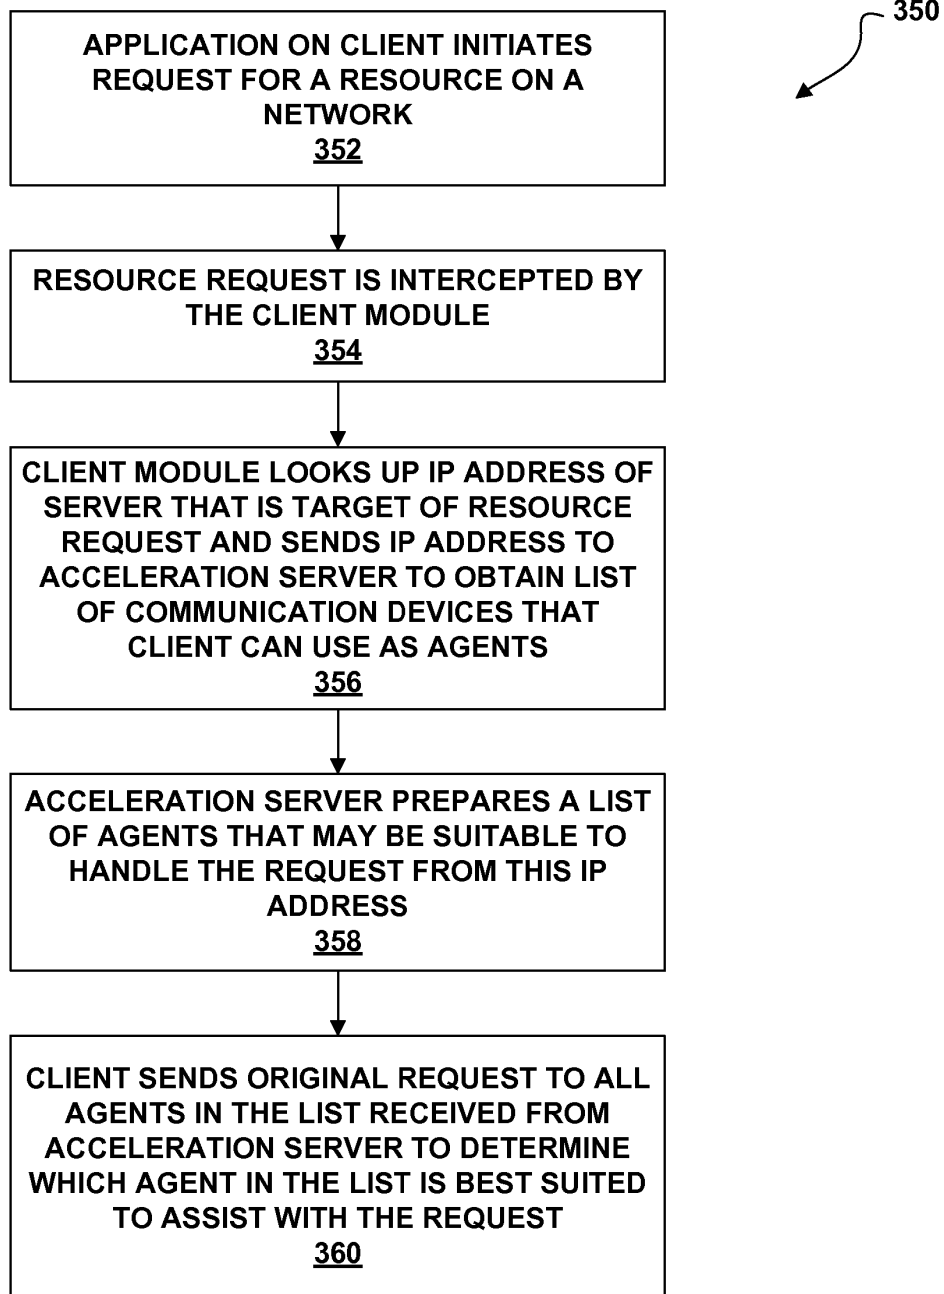 350
APPLICATION ON CLIENT INITIATES
REQUEST FOR A RESOURCE ON A
NETWORK
352
RESOURCE REQUEST IS INTERCEPTED BY
THE CLIENT MODULE
354
CLIENT MODULE LOOKS UP IP ADDRESS OF
SERVER THAT IS TARGET OF RESOURCE
REQUEST AND SENDS IP ADDRESS TO
ACCELERATION SERVER TO OBTAIN LIST
OF COMMUNICATION DEVICES THAT
CLIENT CAN USE AS AGENTS
356
ACCELERATION SERVER PREPARES A LIST
OF AGENTS THAT MAY BE SUITABLE TO
HANDLE THE REQUEST FROM THIS IP
ADDRESS
358
CLIENT SENDS ORIGINAL REQUEST TO ALL
AGENTS IN THE LIST RECEIVED FROM
ACCELERATION SERVER TO DETERMINE
WHICH AGENT IN THE LIST IS BEST SUITED
TO ASSIST WITH THE REQUEST
360